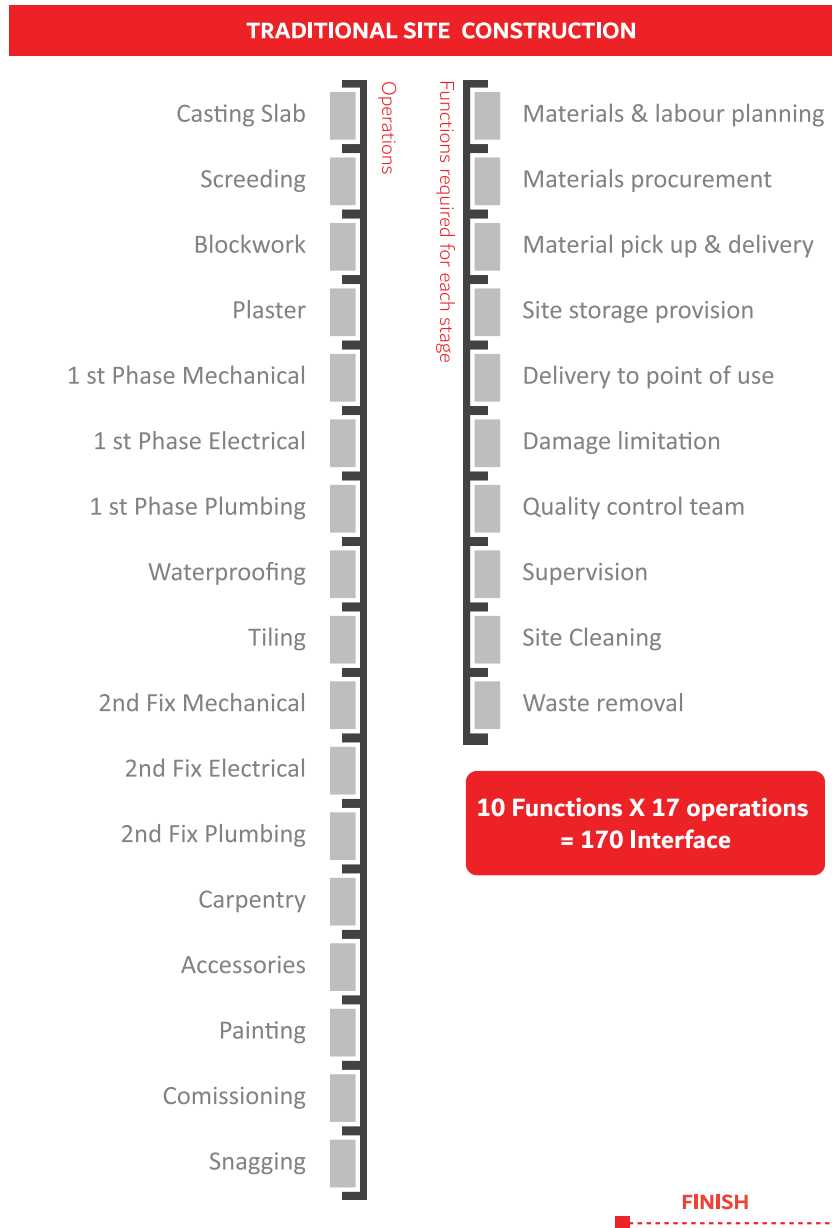 TRADITIONAL SITE CONSTRUCTION
Operations
Casting Slab
Screeding
Blockwork
Plaster
1 st Phase Mechanical
1 st Phase Electrical
1 st Phase Plumbing
Waterproofing
Tiling
2nd Fix Mechanical
2nd Fix Electrical
2nd Fix Plumbing
Carpentry
Accessories
Painting
Comissioning
Snagging
Functions required for each stage
Materials & labour planning
Materials procurement
Material pick up & delivery
Site storage provision
Delivery to point of use
Damage limitation
Quality control team
Supervision
Site Cleaning
Waste removal
10 Functions X 17 operations
= 170 Interface
FINISH